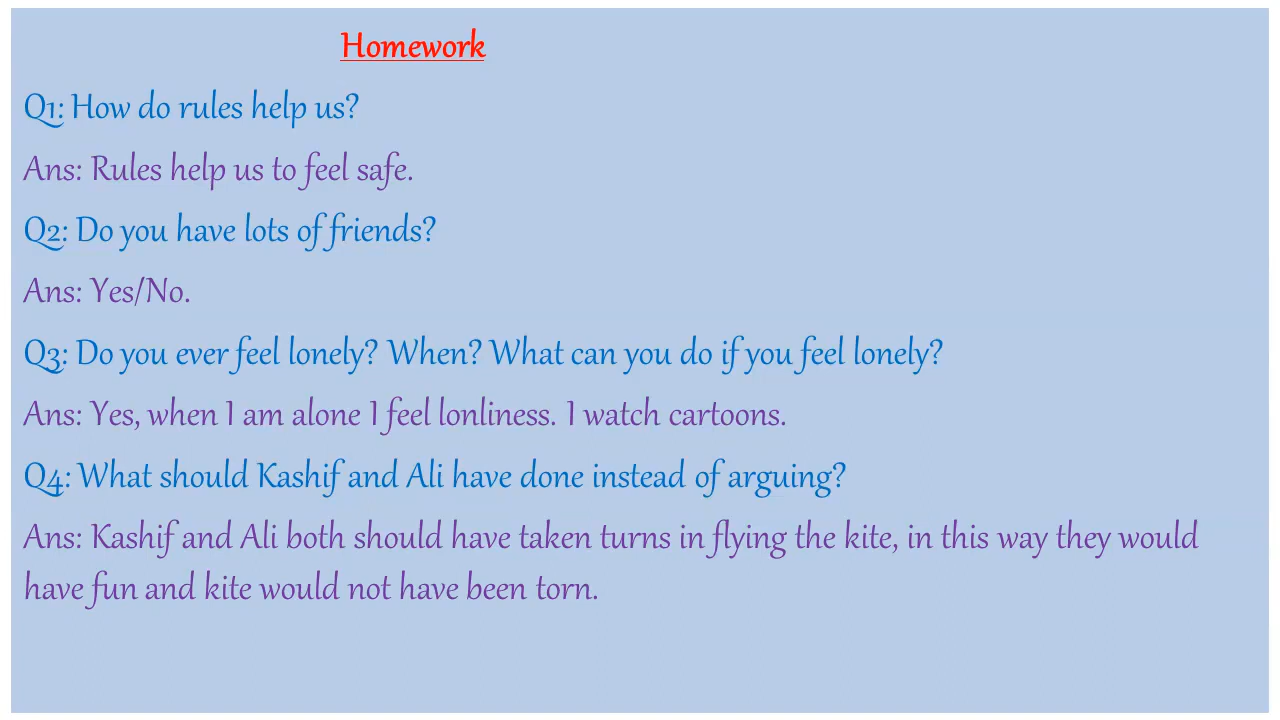 Homework
Q1: How do rules help us?
Ans: Rules help us to feel safe.
Q2: Do you have lots of friends?
Ans: Yes/No.
Q3: Do you ever feel lonely? When? What can you do if you feel lonely?
Ans: Yes, when I am alone I feel lonliness. I watch cartoons.
Q4: What should Kashif and Ali have done instead of arguing?
Ans: Kashif and Ali both should have taken turns in flying the kite, in this way they would
have fun and kite would not have been torn.